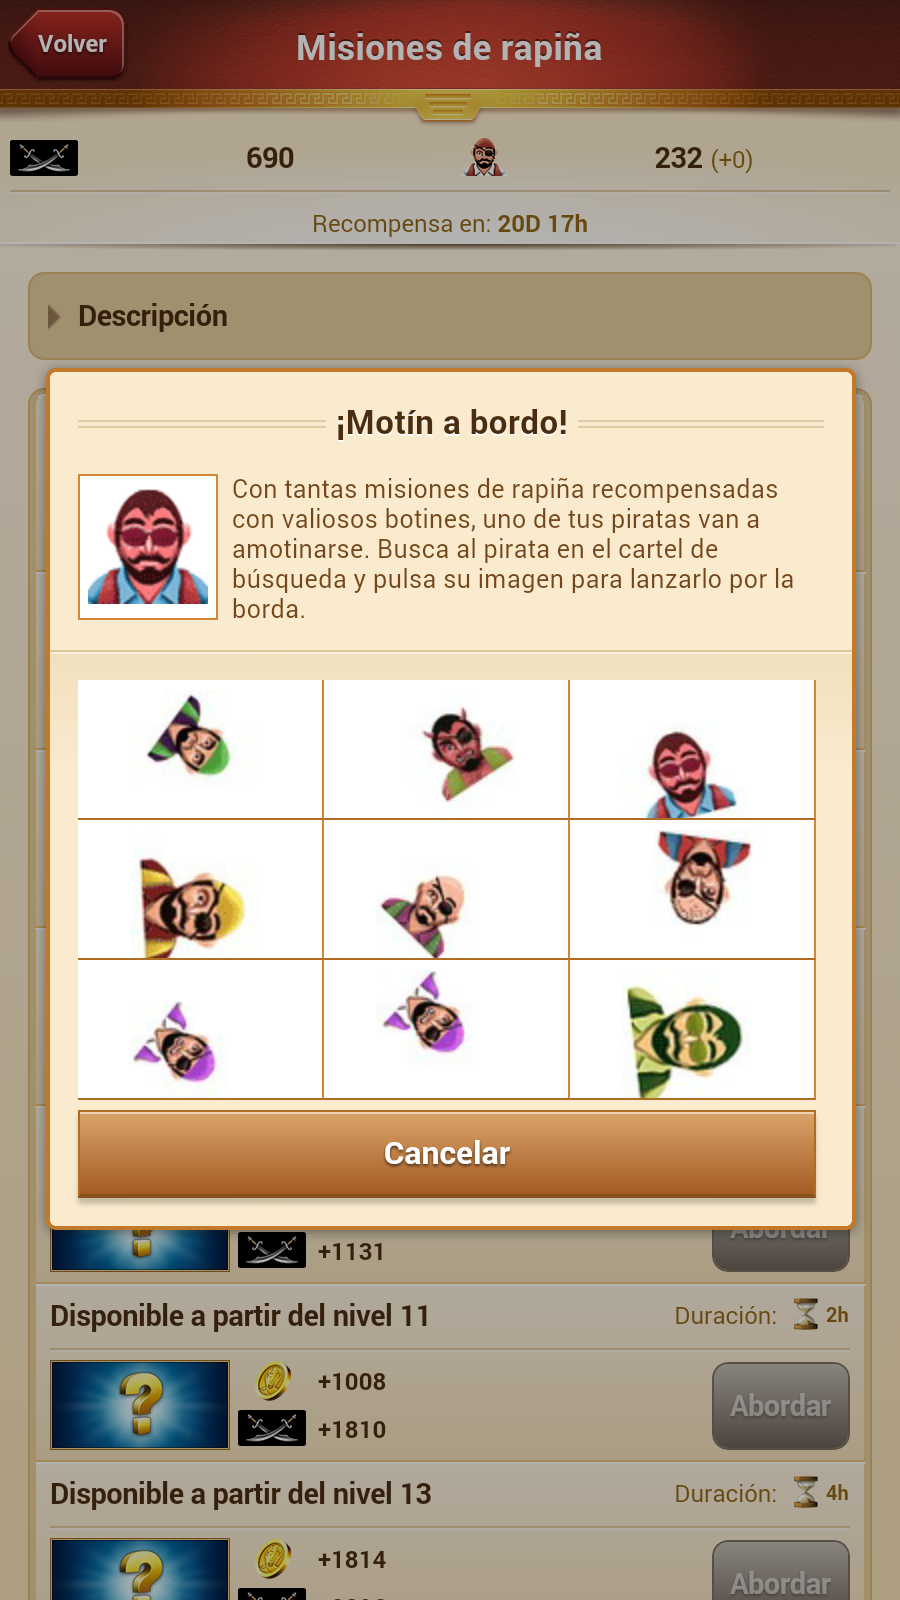 Volver
Misiones de rapiña
690
232 (+0)
Recompensa en: 20D 17h
Descripción
¡Motín a bordo!
Con tantas misiones de rapiña recompensadas
con valiosos botines, uno de tus piratas van a
amotinarse. Busca al pirata en el cartel de
búsqueda y pulsa su imagen para lanzarlo por la
borda.
Cancelar
+1131
Abordar
Disponible a partir del nivel 11
Duración: 2h
+1008
+1810
Abordar
Disponible a partir del nivel 13
Duración: 4h
+1814
Abordar